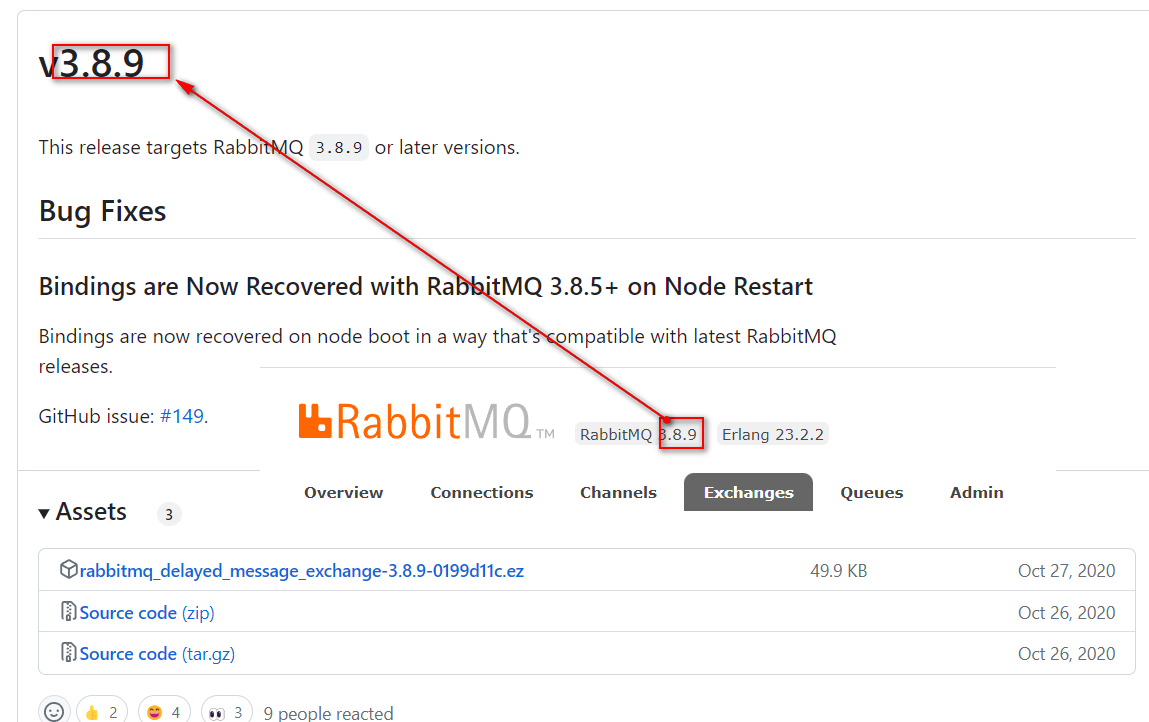 v3.8.9
This release targets RabbitMQ 3.8.9 or later versions.
Bug Fixes
Bindings are Now Recovered with RabbitMQ 3.8.5+ on Node Restart
Bindings are now recovered on node boot in a way that's compatible with latest RabbitMQ
releases.
GitHub issue: #149.
RabbitMQ TM RabbitMQ 3.8.9 Erlang 23.2.2
Overview Connections Channels Exchanges Queues Admin
Assets 3
rabbitmq_delayed_message_exchange-3.8.9-0199d11c.ez 49.9 KB Oct 27, 2020
Source code (zip) Oct 26, 2020
Source code (tar.gz) Oct 26, 2020
👍 2 😄 4 👀 3 9 people reacted